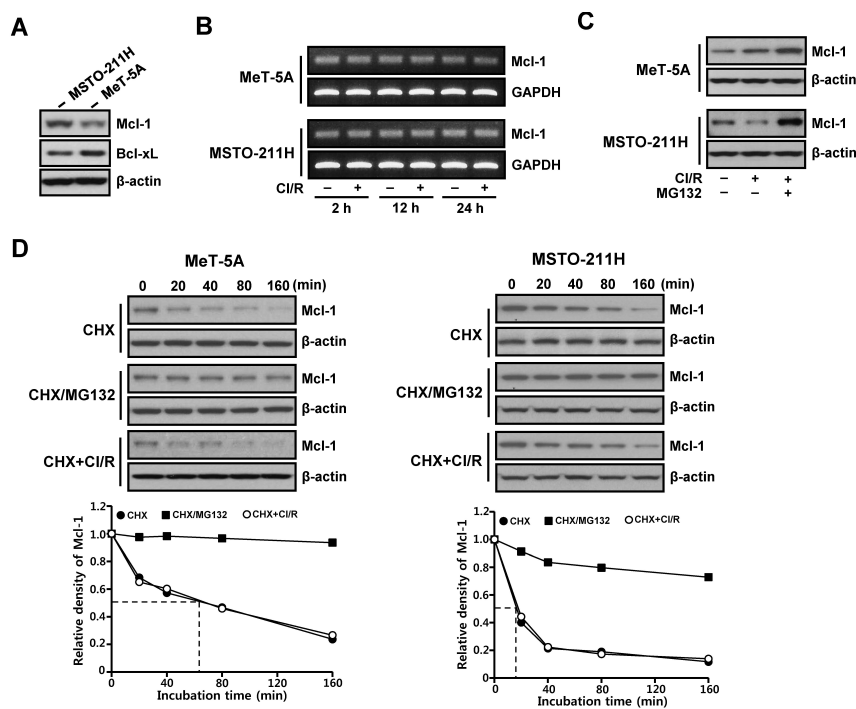 A
MSTO-211H
MeT-5A
Mcl-1
Bcl-xL
β-actin
B
MeT-5A
Mcl-1
GAPDH
MSTO-211H
Mcl-1
GAPDH
CI/R – + – + – +
2 h 12 h 24 h
C
MeT-5A
Mcl-1
β-actin
MSTO-211H
Mcl-1
β-actin
CI/R – + +
MG132 – – +
D
MeT-5A
0 20 40 80 160 (min)
CHX
Mcl-1
β-actin
CHX/MG132
Mcl-1
β-actin
CHX+CI/R
Mcl-1
β-actin
CHX CHX/MG132 CHX+CI/R
Relative density of Mcl-1
1.2
1.0
0.8
0.6
0.4
0.2
0
0 40 80 120 160
Incubation time (min)
MSTO-211H
0 20 40 80 160 (min)
CHX
Mcl-1
β-actin
CHX/MG132
Mcl-1
β-actin
CHX+CI/R
Mcl-1
β-actin
CHX CHX/MG132 CHX+CI/R
Relative density of Mcl-1
1.2
1.0
0.8
0.6
0.4
0.2
0
0 40 80 120 160
Incubation time (min)